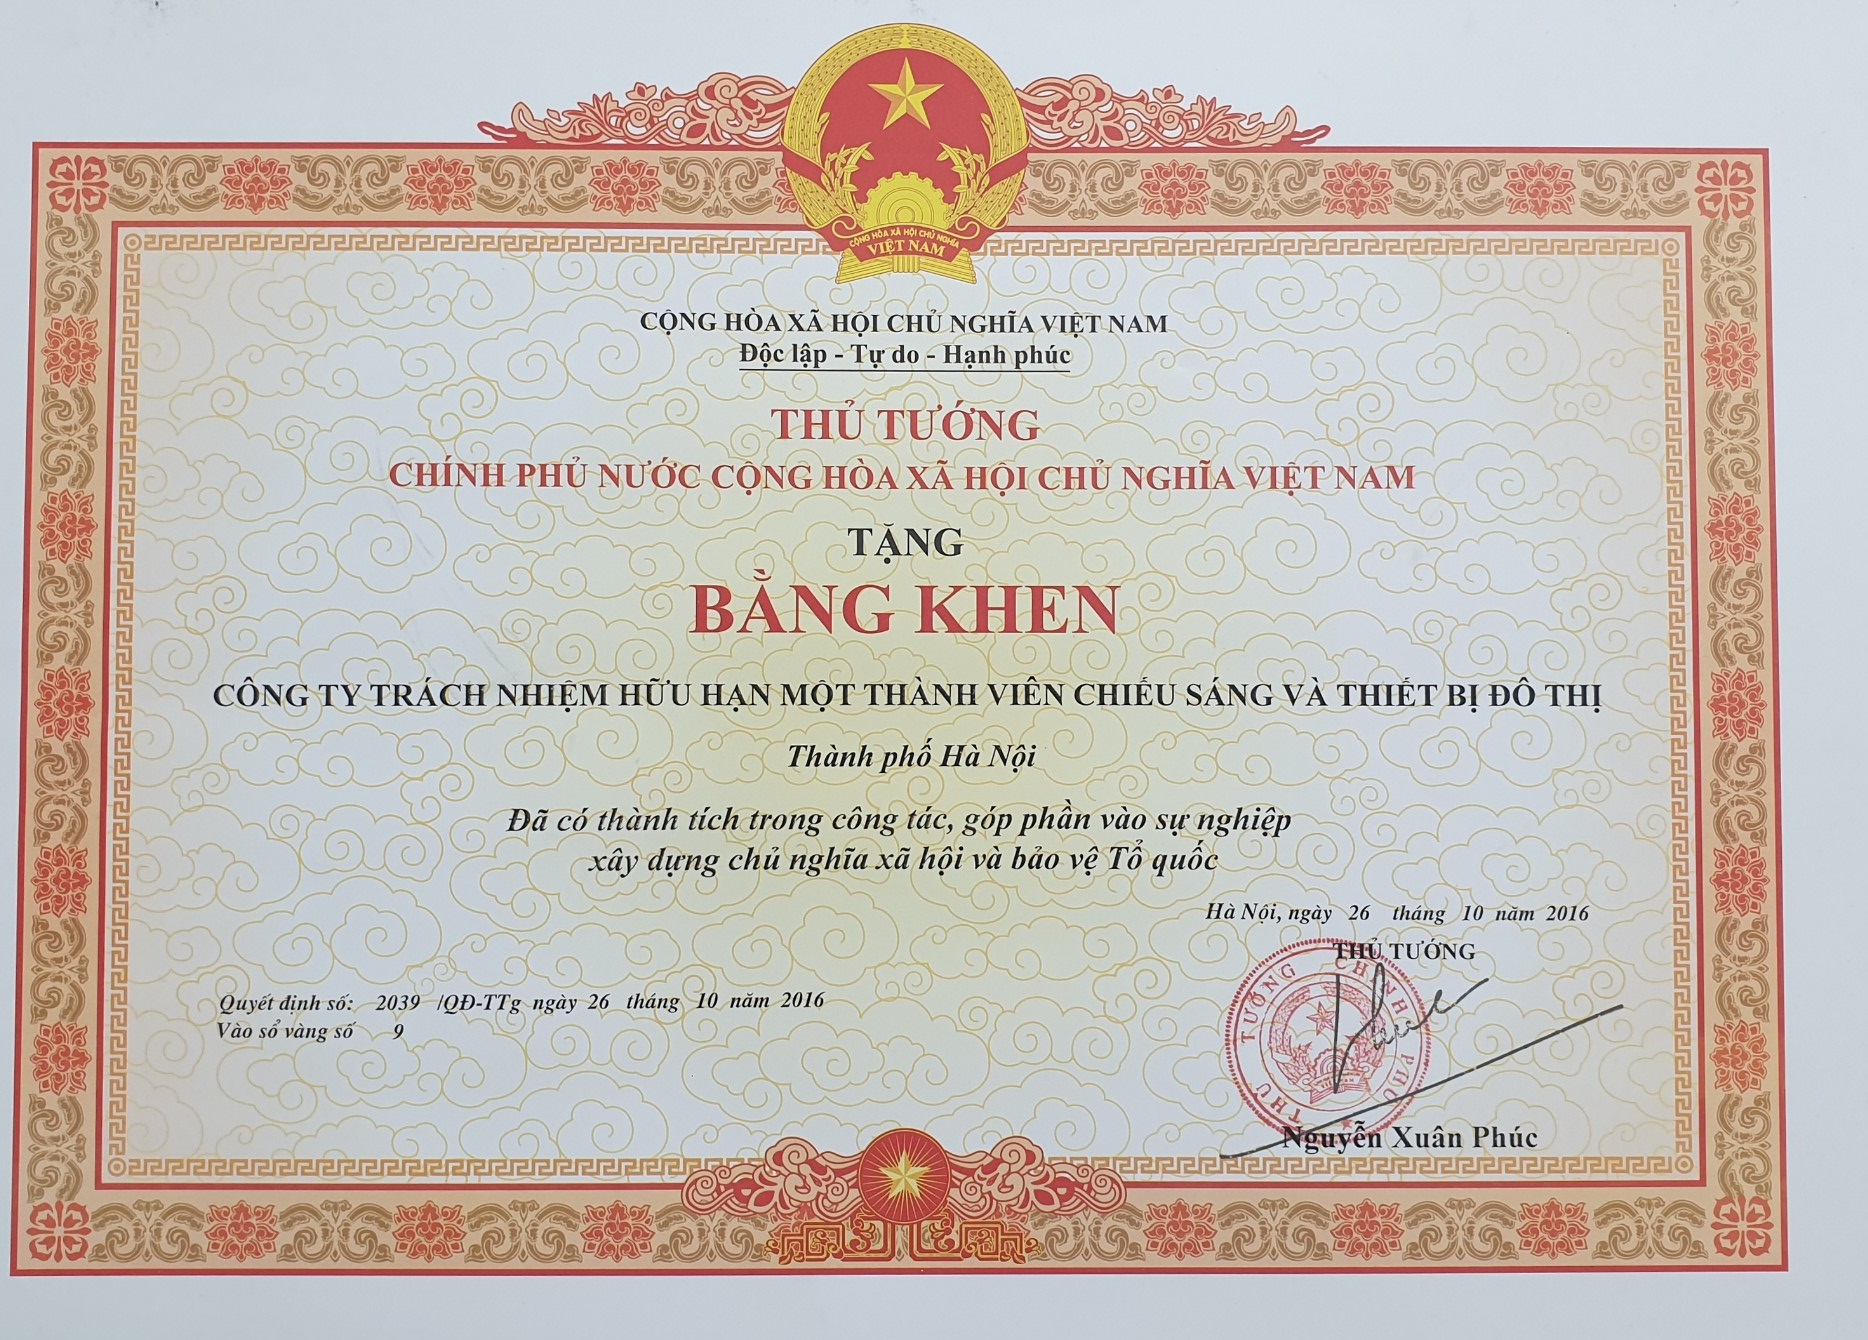 CỘNG HÒA XÃ HỘI CHỦ NGHĨA
VIỆT NAM
CỘNG HÒA XÃ HỘI CHỦ NGHĨA VIỆT NAM
Độc lập - Tự do - Hạnh phúc
THỦ TƯỚNG
CHÍNH PHỦ NƯỚC CỘNG HÒA XÃ HỘI CHỦ NGHĨA VIỆT NAM
TẶNG
BẰNG KHEN
CÔNG TY TRÁCH NHIỆM HỮU HẠN MỘT THÀNH VIÊN CHIẾU SÁNG VÀ THIẾT BỊ ĐÔ THỊ
Thành phố Hà Nội
Đã có thành tích trong công tác, góp phần vào sự nghiệp
xây dựng chủ nghĩa xã hội và bảo vệ Tổ quốc
Hà Nội, ngày 26 tháng 10 năm 2016
THỦ TƯỚNG
THỦ TƯỚNG CHÍNH PHỦ
Quyết định số: 2039 /QĐ-TTg ngày 26 tháng 10 năm 2016
Vào sổ vàng số 9
Nguyễn Xuân Phúc